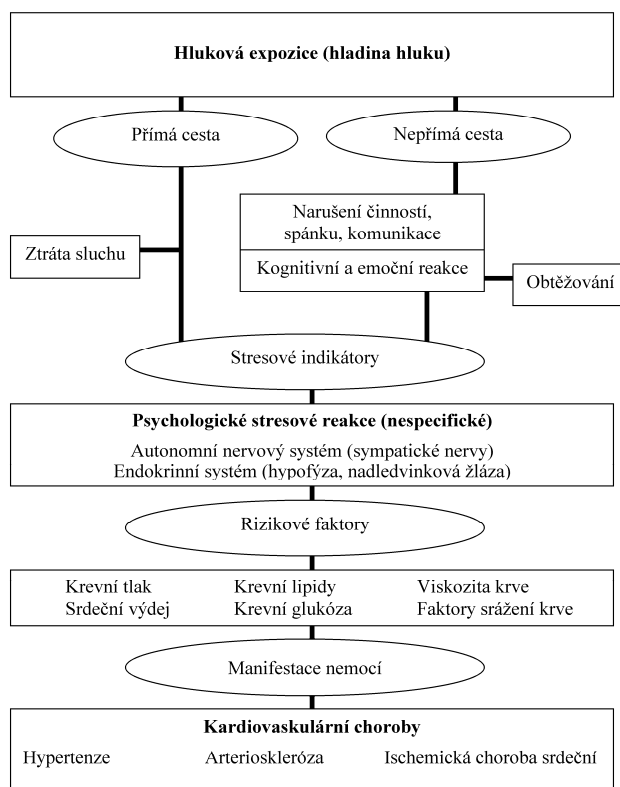 Hluková expozice (hladina hluku)
Přímá cesta
Nepřímá cesta
Narušení činností,
spánku, komunikace
Ztráta sluchu
Kognitivní a emoční reakce
Obtěžování
Stresové indikátory
Psychologické stresové reakce (nespecifické)
Autonomní nervový systém (sympatické nervy)
Endokrinní systém (hypofýza, nadledvinková žláza)
Rizikové faktory
Krevní tlak Krevní lipidy Viskozita krve
Srdeční výdej Krevní glukóza Faktory srážení krve
Manifestace nemocí
Kardiovaskulární choroby
Hypertenze Arterioskleróza Ischemická choroba srdeční